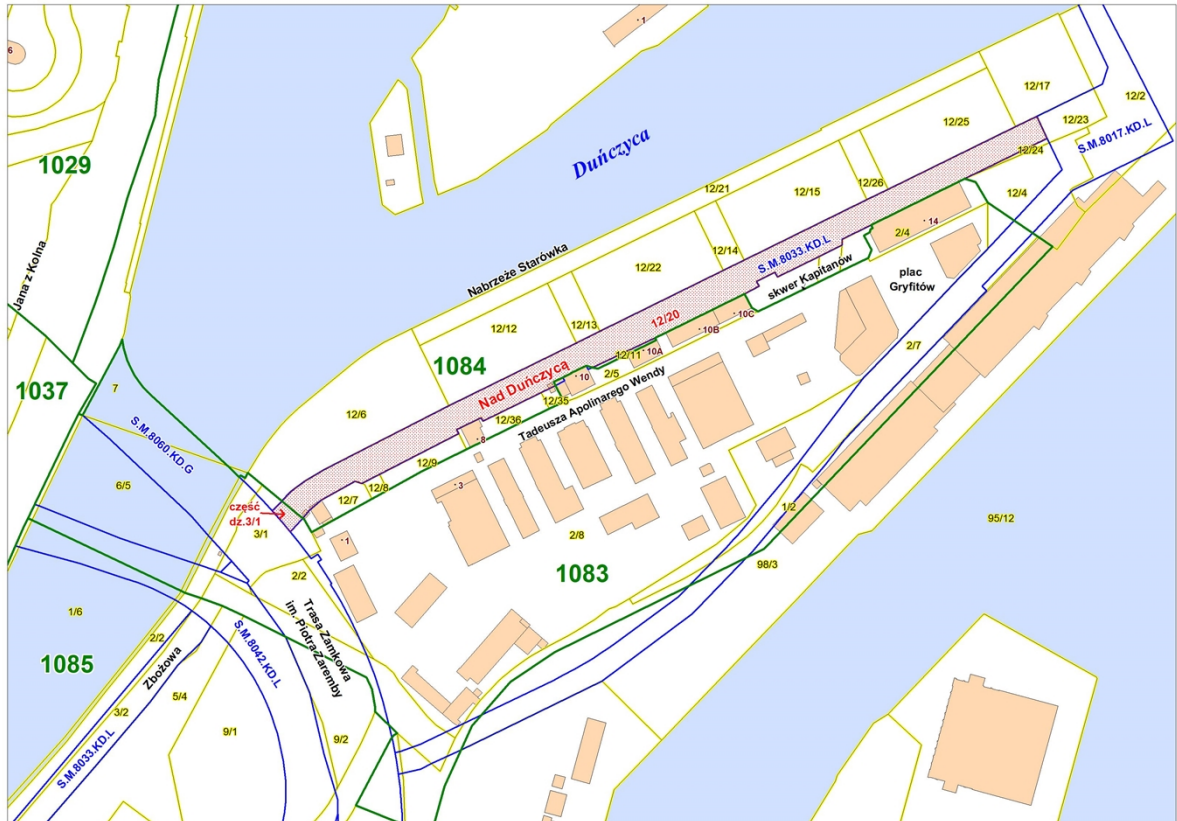 6
1
1029
Duńczyca
12/17
12/2
12/25
12/23
S.M.8017.KD.L
12/24
12/26
12/15
12/21
12/4
14
2/4
S.M.8033.KD.L
12/14
Jana z Kolna
Nabrzeże Starówka
12/22
skwer Kapitanów
plac
Gryfitów
12/13
12/12
12/20
10C
10B
2/7
12/11
10A
1084
10
2/5
1037
7
Nad Duńczycą
12/35
Tadeusza Apolinarego Wendy
12/6
12/36
8
S.M.8060.KD.G
12/9
3
12/8
12/7
6/5
część
dz.3/1
3/1
1
1/2
95/12
2/8
98/3
1083
2/2
1/6
Trasa Zamkowa
im. Piotra Zaremby
2/2
S.M.8042.KD.L
1085
Zbożowa
5/4
3/2
9/1
9/2
S.M.8033.KD.L